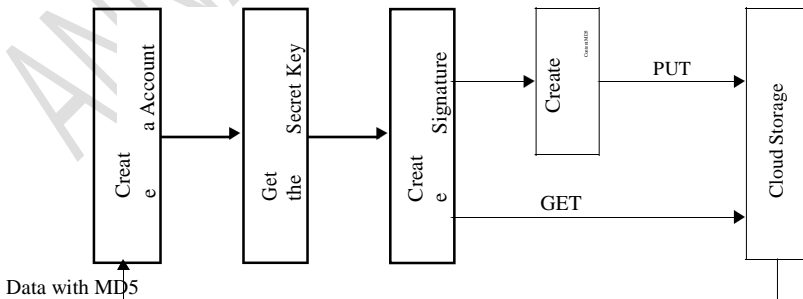 Creat
e a Account
Get
the Secret Key
Creat
e Signature
Create
PUT
GET
Cloud Storage
Data with MD5